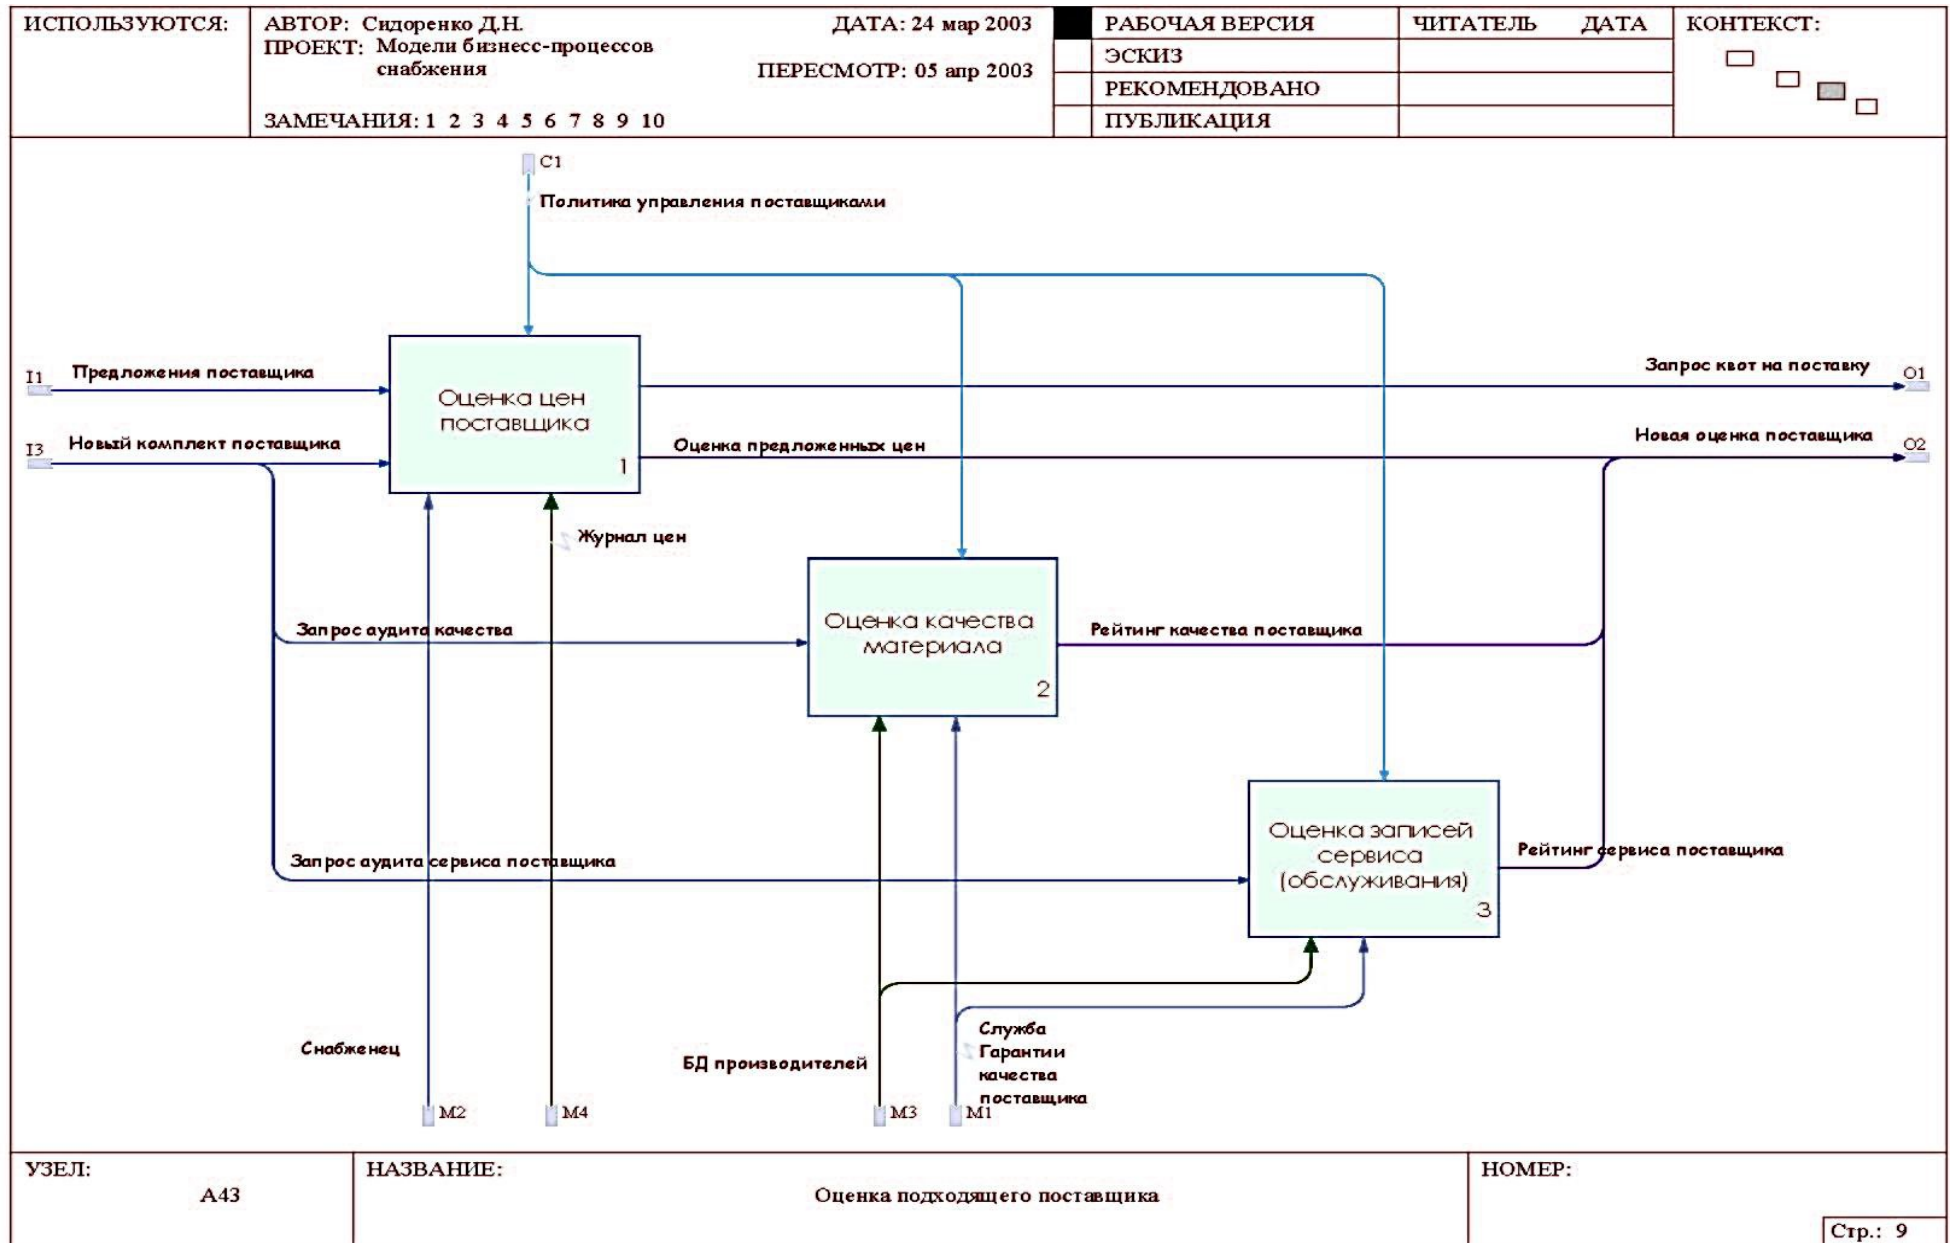 ИСПОЛЬЗУЮТСЯ:
АВТОР: Сидоренко Д.Н.
ПРОЕКТ: Модели бизнесс-процессов
снабжения
ДАТА: 24 мар 2003
ПЕРЕСМОТР: 05 апр 2003
ЗАМЕЧАНИЯ: 1 2 3 4 5 6 7 8 9 10
РАБОЧАЯ ВЕРСИЯ
ЭСКИЗ
РЕКОМЕНДОВАНО
ПУБЛИКАЦИЯ
ЧИТАТЕЛЬ ДАТА
КОНТЕКСТ:
C1
Политика управления поставщиками
I1
Предложения поставщика
I3
Новый комплект поставщика
Оценка цен
поставщика
1
Запрос квот на поставку
O1
Оценка предложенных цен
Новая оценка поставщика
O2
Журнал цен
Запрос аудита качества
Оценка качества
материала
2
Рейтинг качества поставщика
Запрос аудита сервиса поставщика
Оценка записей
сервиса
(обслуживания)
3
Рейтинг сервиса поставщика
Снабженец
БД производителей
Служба
Гарантии
качества
поставщика
M2
M4
M3
M1
УЗЕЛ:
A43
НАЗВАНИЕ:
Оценка подходящего поставщика
НОМЕР:
Стр.: 9